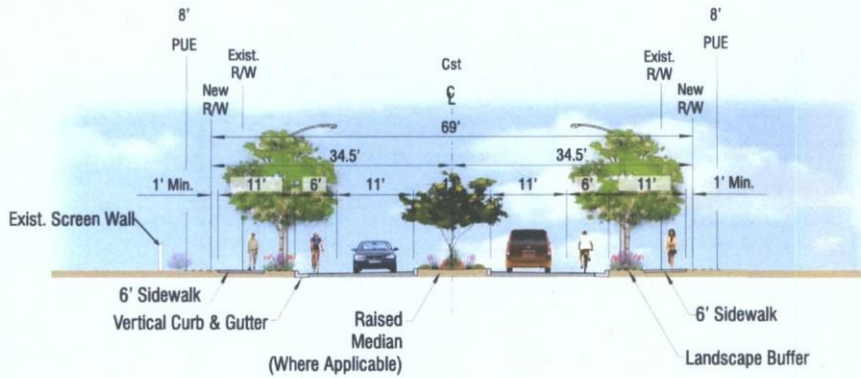 8'
8'
PUE
PUE
Exist.
R/W
Cst
℄
Exist.
R/W
New
R/W
New
R/W
69'
34.5'
34.5'
1' Min.
11'
6'
11'
11'
6'
11'
1' Min.
Exist. Screen Wall
6' Sidewalk
Vertical Curb & Gutter
Raised
Median
(Where Applicable)
6' Sidewalk
Landscape Buffer